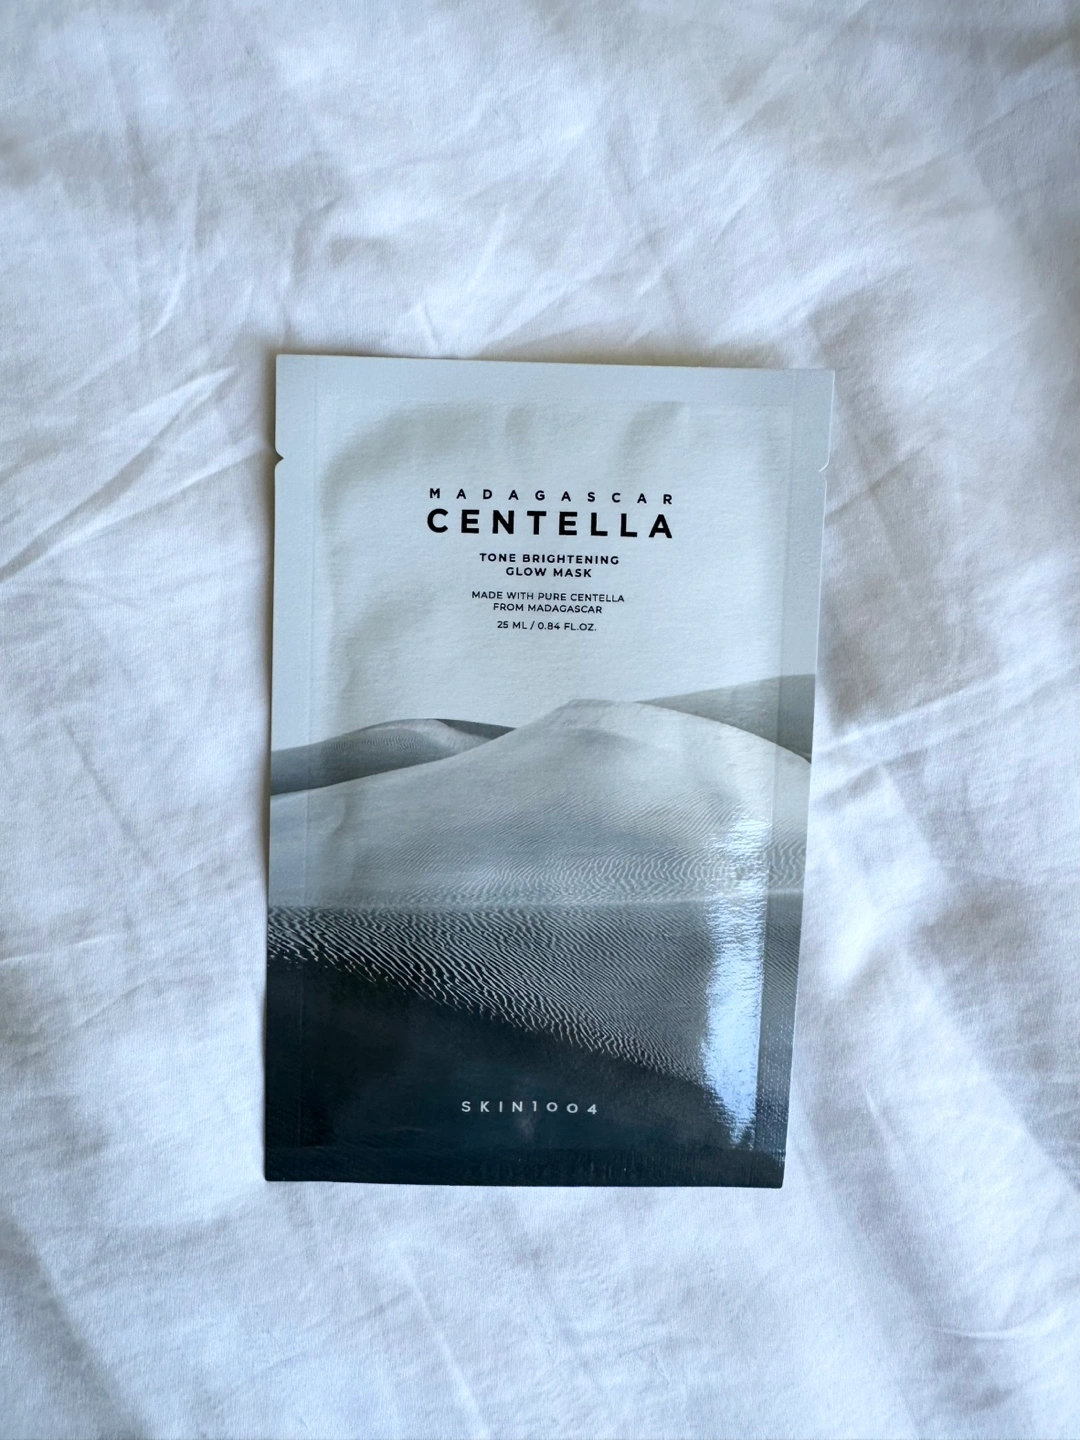 MADAGASCAR
CENTELLA
TONE BRIGHTENING
GLOW MASK
MADE WITH PURE CENTELLA
FROM MADAGASCAR
25 ML / 0.84 FL.OZ.
SKIN1004